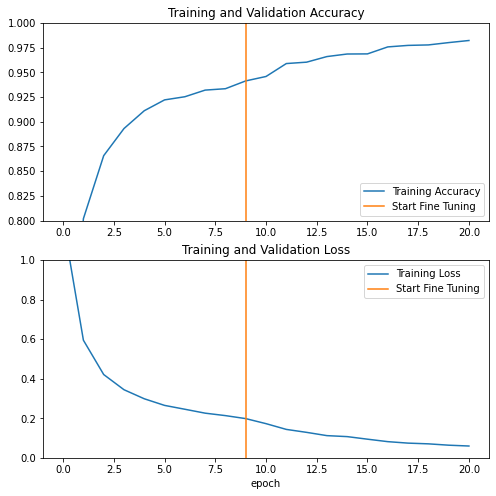 Training and Validation Accuracy
1.000
0.975
0.950
0.925
0.900
0.875
0.850
0.825
0.800
Training Accuracy
Start Fine Tuning
0.0 2.5 5.0 7.5 10.0 12.5 15.0 17.5 20.0
Training and Validation Loss
1.0
0.8
0.6
0.4
0.2
0.0
Training Loss
Start Fine Tuning
0.0 2.5 5.0 7.5 10.0 12.5 15.0 17.5 20.0
epoch